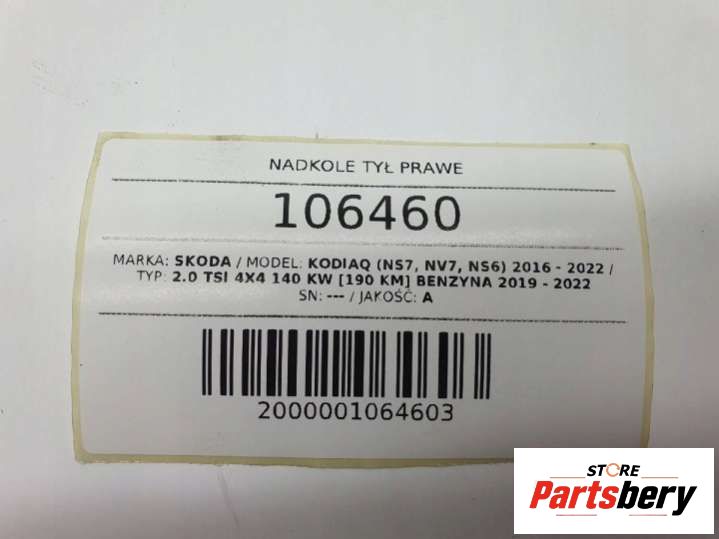 NADKOLE TYŁ PRAWE
106460
MARKA: SKODA / MODEL: KODIAQ (NS7, NV7, NS6) 2016 - 2022 /
TYP: 2.0 TSI 4X4 140 KW [190 KM] BENZYNA 2019 - 2022
SN: --- / JAKOŚĆ: A
2000001064603
STORE
Partsbery